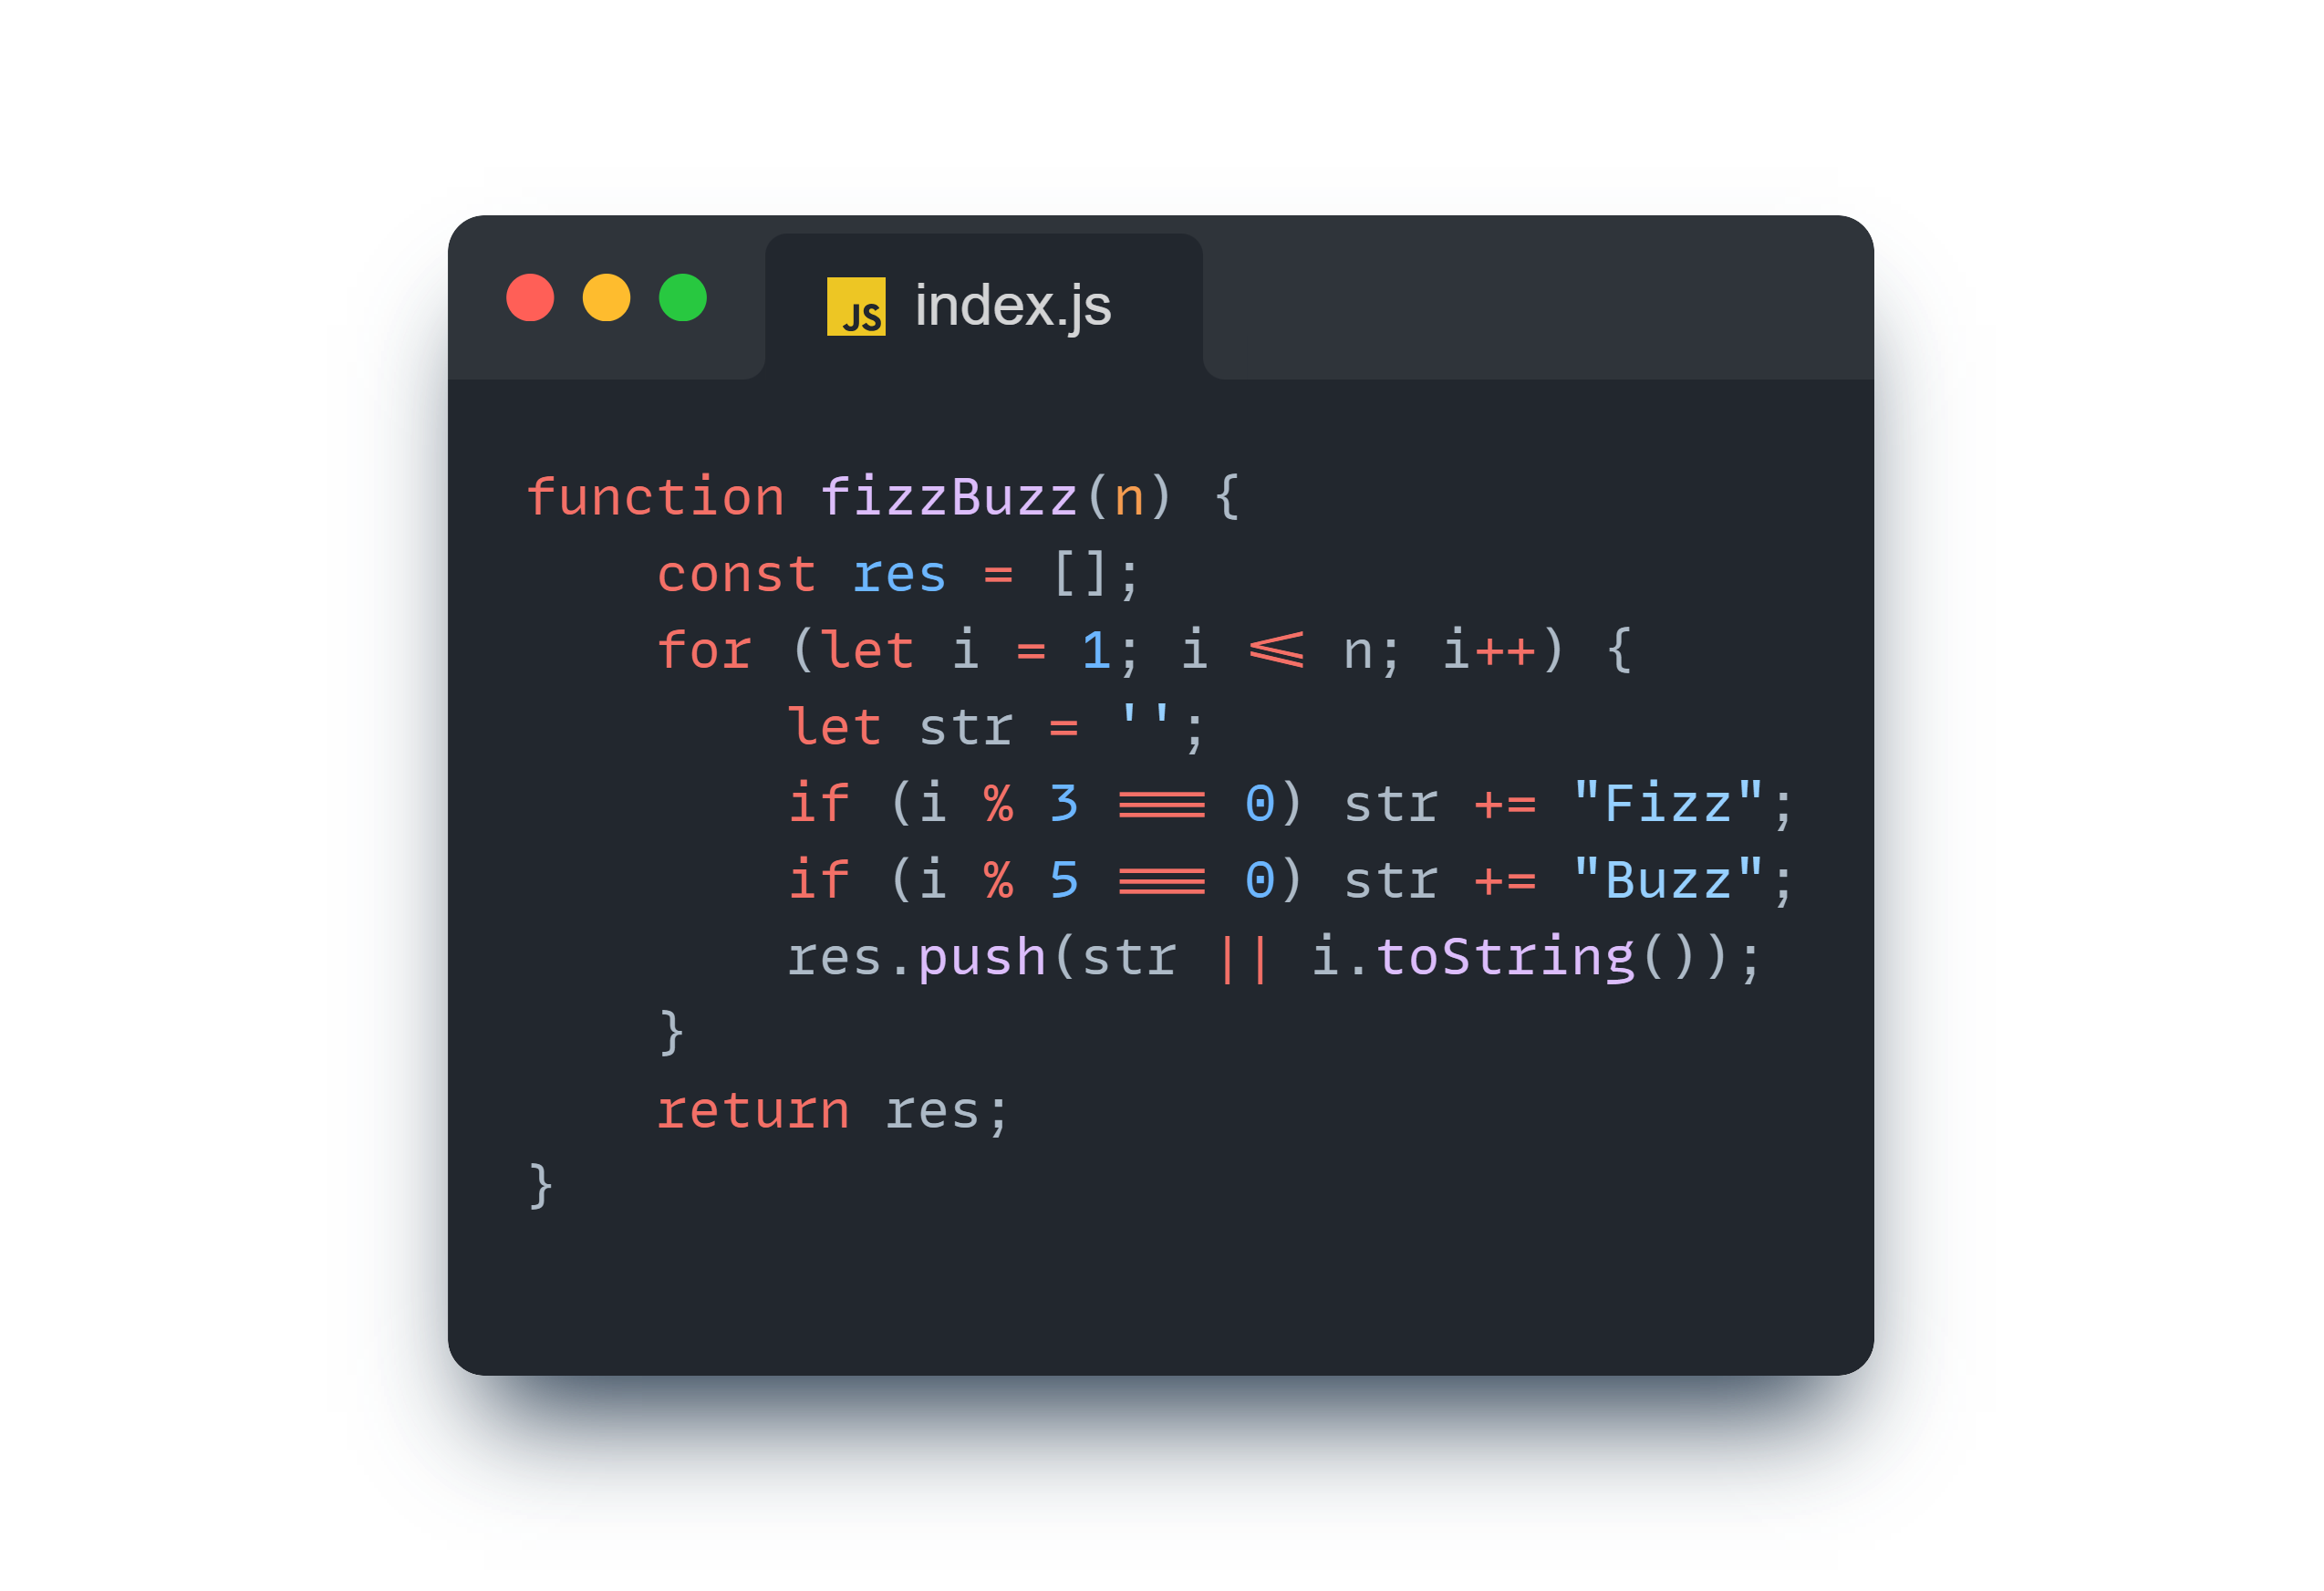 JS index.js
function fizzBuzz(n) {
    const res = [];
    for (let i = 1; i <= n; i++) {
        let str = '';
        if (i % 3 === 0) str += "Fizz";
        if (i % 5 === 0) str += "Buzz";
        res.push(str || i.toString());
    }
    return res;
}